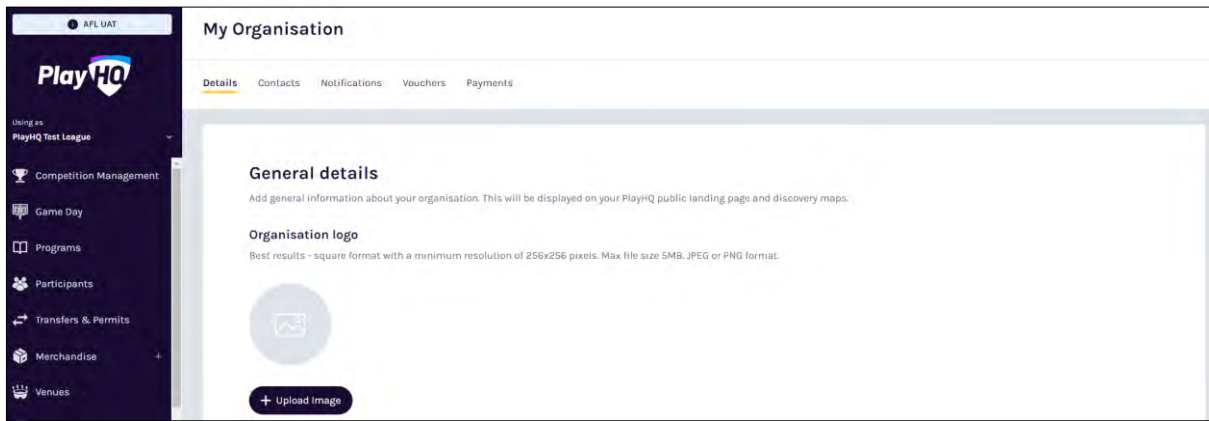 AFL UAT
PlayHQ
Using as
PlayHQ Test League
Competition Management
Game Day
Programs
Participants
Transfers & Permits
Merchandise +
Venues
My Organisation
Details Contacts Notifications Vouchers Payments
General details
Add general information about your organisation. This will be displayed on your PlayHQ public landing page and discovery maps.
Organisation logo
Best results - square format with a minimum resolution of 256x256 pixels. Max file size 5MB. JPEG or PNG format.
+ Upload Image